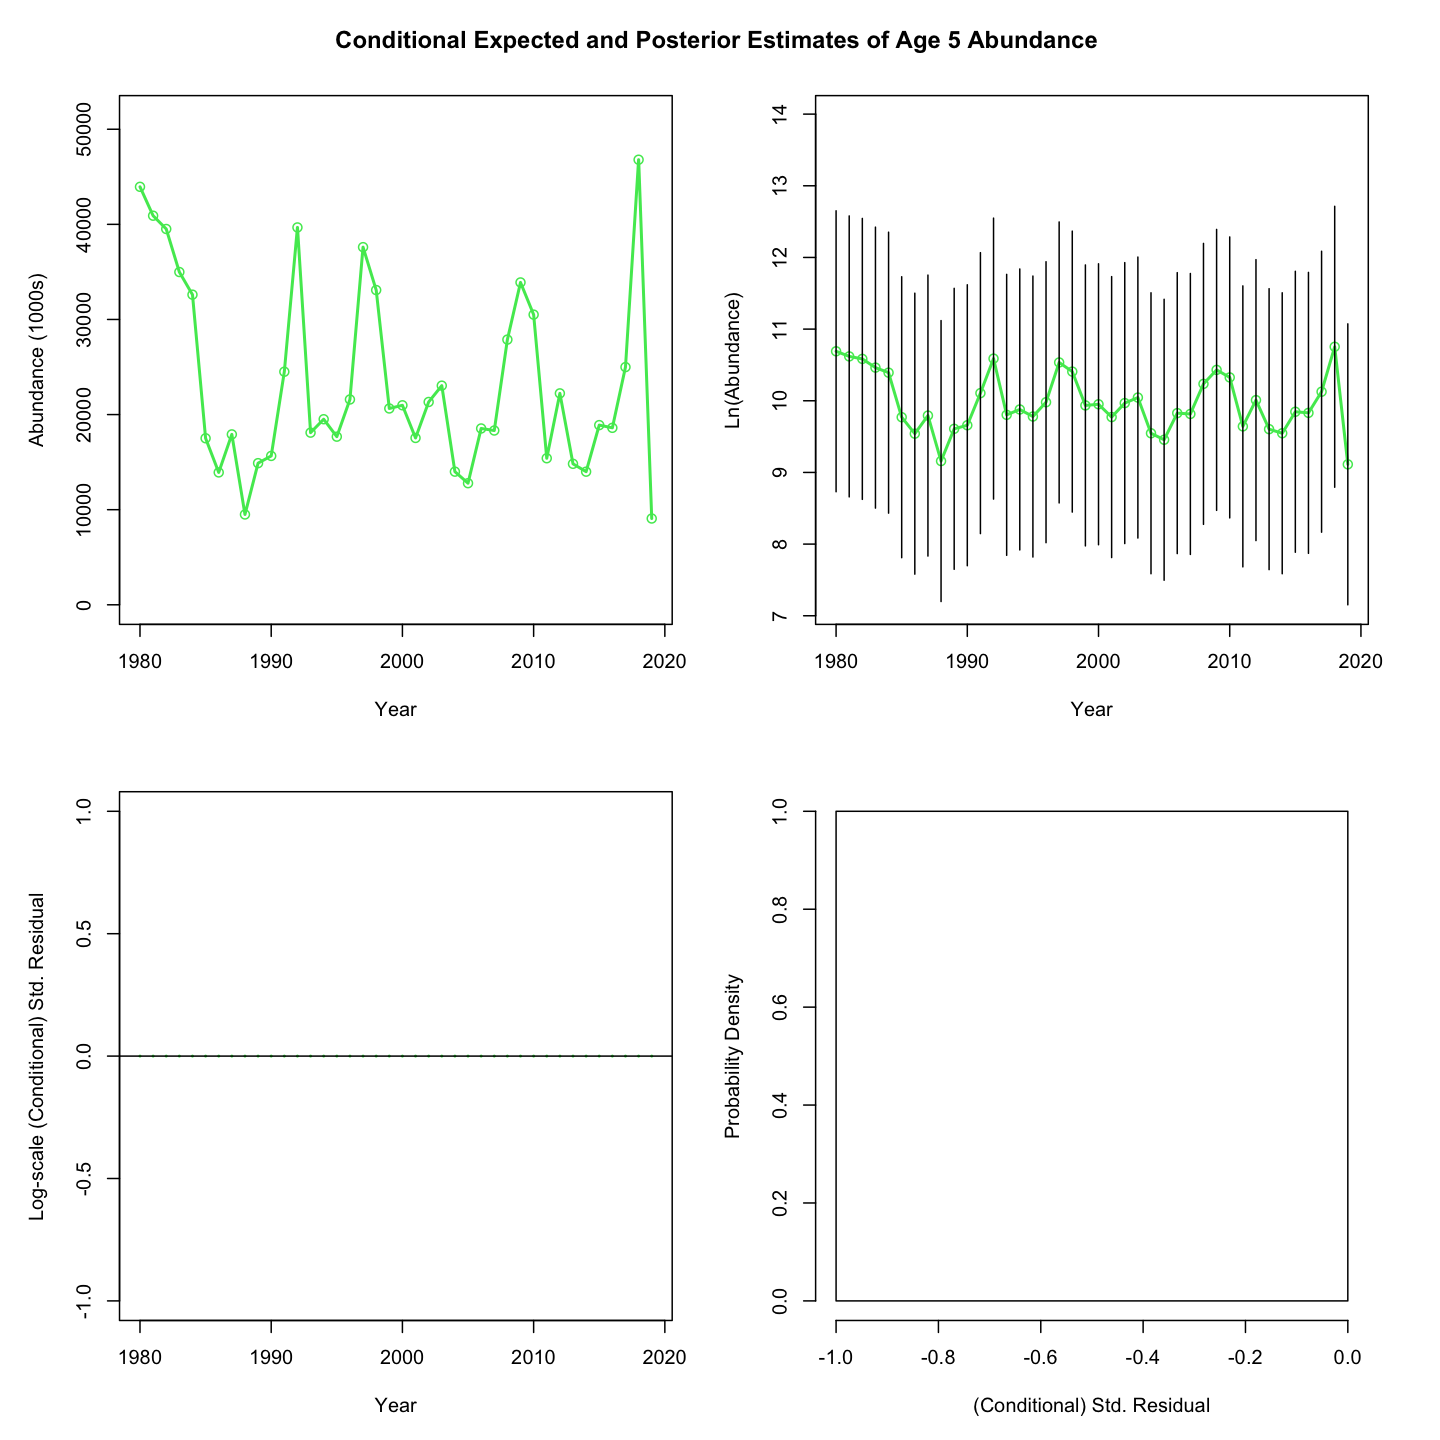 Conditional Expected and Posterior Estimates of Age 5 Abundance
Abundance (1000s)
50000
40000
30000
20000
10000
0
1980 1990 2000 2010 2020
Year
Ln(Abundance)
14
13
12
11
10
9
8
7
1980 1990 2000 2010 2020
Year
Log-scale (Conditional) Std. Residual
1.0
0.5
0.0
-0.5
-1.0
1980 1990 2000 2010 2020
Year
Probability Density
1.0
0.8
0.6
0.4
0.2
0.0
-1.0 -0.8 -0.6 -0.4 -0.2 0.0
(Conditional) Std. Residual